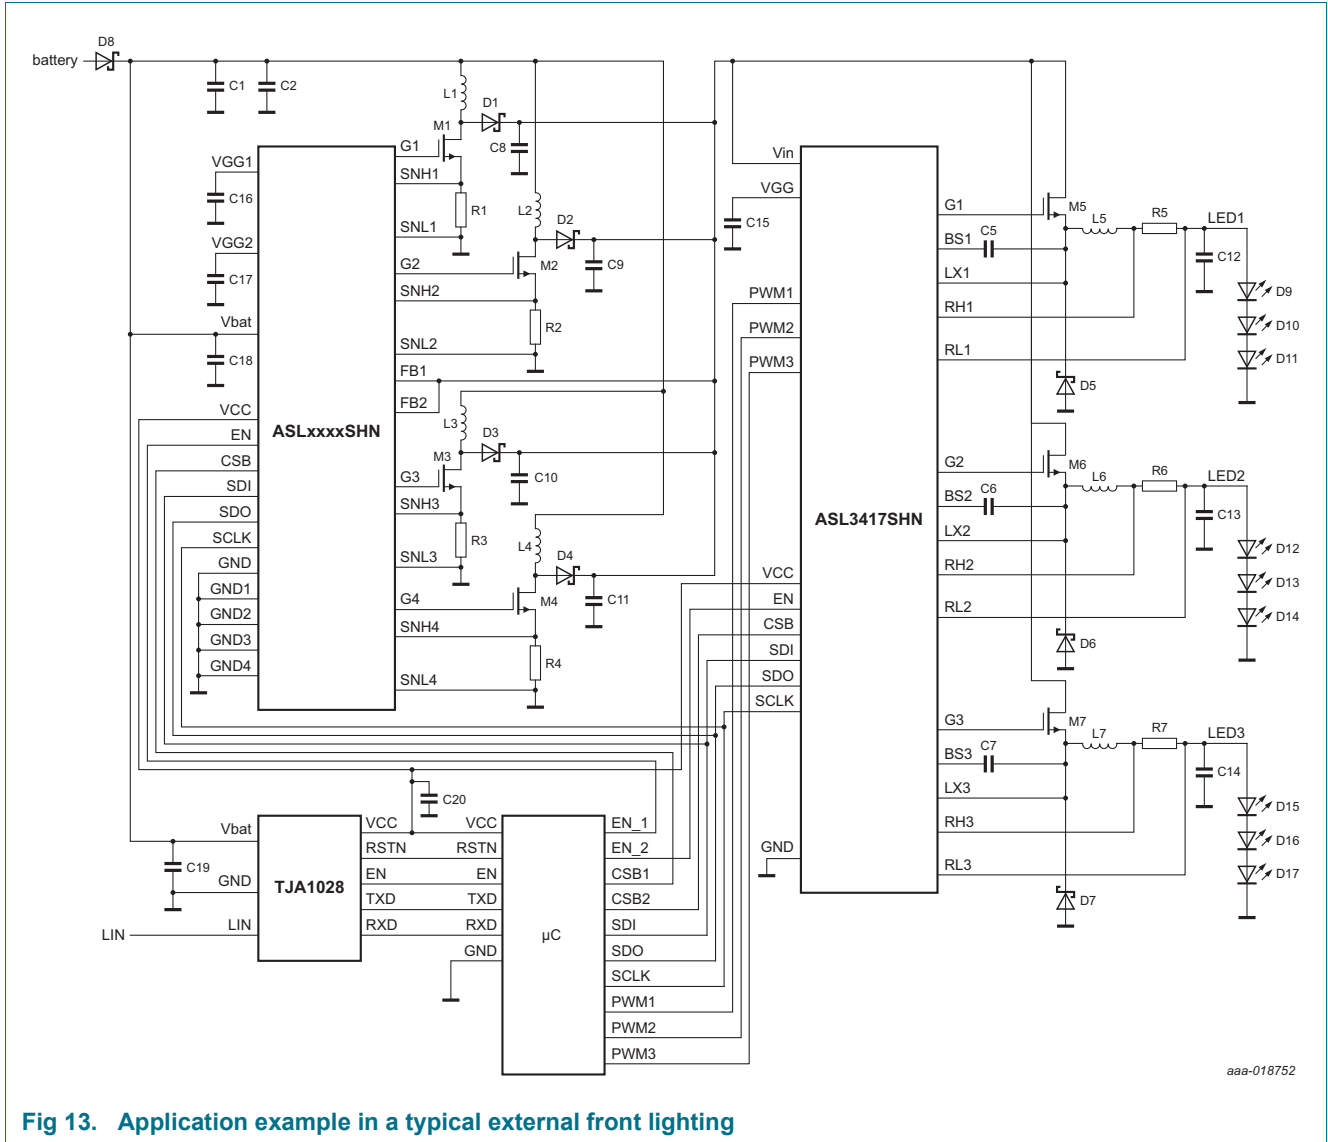 battery
D8
C1
C2
L1
D1
M1
C8
G1
SNH1
R1
SNL1
VGG1
C16
VGG2
C17
Vbat
C18
L2
D2
M2
C9
G2
SNH2
R2
SNL2
FB1
FB2
VCC
EN
CSB
SDI
SDO
SCLK
GND
GND1
GND2
GND3
GND4
ASLxxxxSHN
L3
D3
M3
C10
G3
SNH3
R3
SNL3
L4
D4
M4
C11
G4
SNH4
R4
SNL4
Vin
VGG
C15
PWM1
PWM2
PWM3
ASL3417SHN
VCC
EN
CSB
SDI
SDO
SCLK
GND
G1
M5
L5
R5
LED1
BS1
C5
C12
LX1
RH1
RL1
D9
D10
D11
D5
G2
M6
L6
R6
LED2
BS2
C6
C13
LX2
RH2
RL2
D12
D13
D14
D6
G3
M7
L7
R7
LED3
BS3
C7
C14
LX3
RH3
RL3
D15
D16
D17
D7
C20
Vbat
C19
GND
LIN
LIN
TJA1028
VCC
RSTN
EN
TXD
RXD
VCC
RSTN
EN
TXD
RXD
GND
µC
EN_1
EN_2
CSB1
CSB2
SDI
SDO
SCLK
PWM1
PWM2
PWM3
aaa-018752
Fig 13. Application example in a typical external front lighting